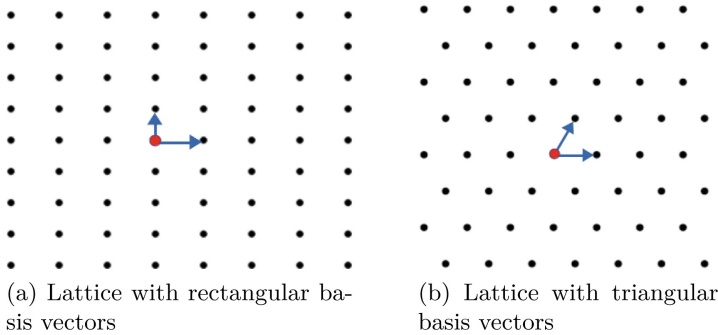 (a) Lattice with rectangular ba-
sis vectors
(b) Lattice with triangular
basis vectors